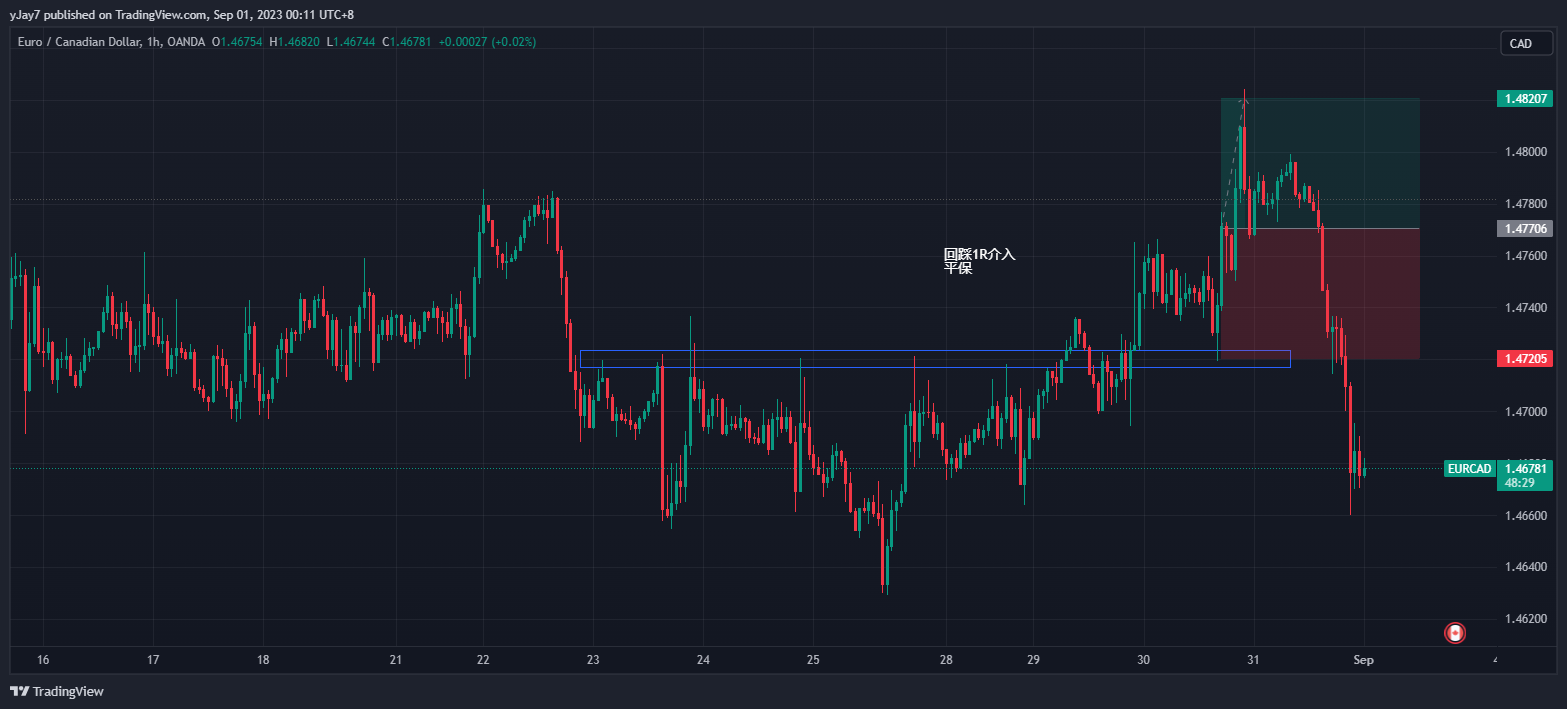 yJay7 published on TradingView.com, Sep 01, 2023 00:11 UTC+8
Euro / Canadian Dollar, 1h, OANDA O1.46754 H1.46820 L1.46744 C1.46781 +0.00027 (+0.02%)
CAD
1.48207
1.48000
1.47800
1.47706
1.47600
1.47400
1.47205
1.47000
EURCAD 1.46781
48:29
1.46600
1.46400
1.46200
回踩1R介入
平保
16 17 18 21 22 23 24 25 28 29 30 31 Sep
TradingView